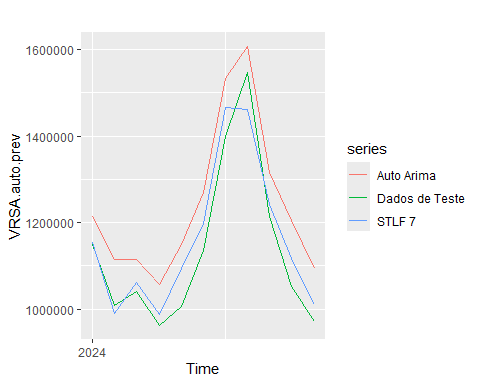 1600000
1400000
1200000
1000000
VRSA.auto.prev
2024
Time
series
Auto Arima
Dados de Teste
STLF 7